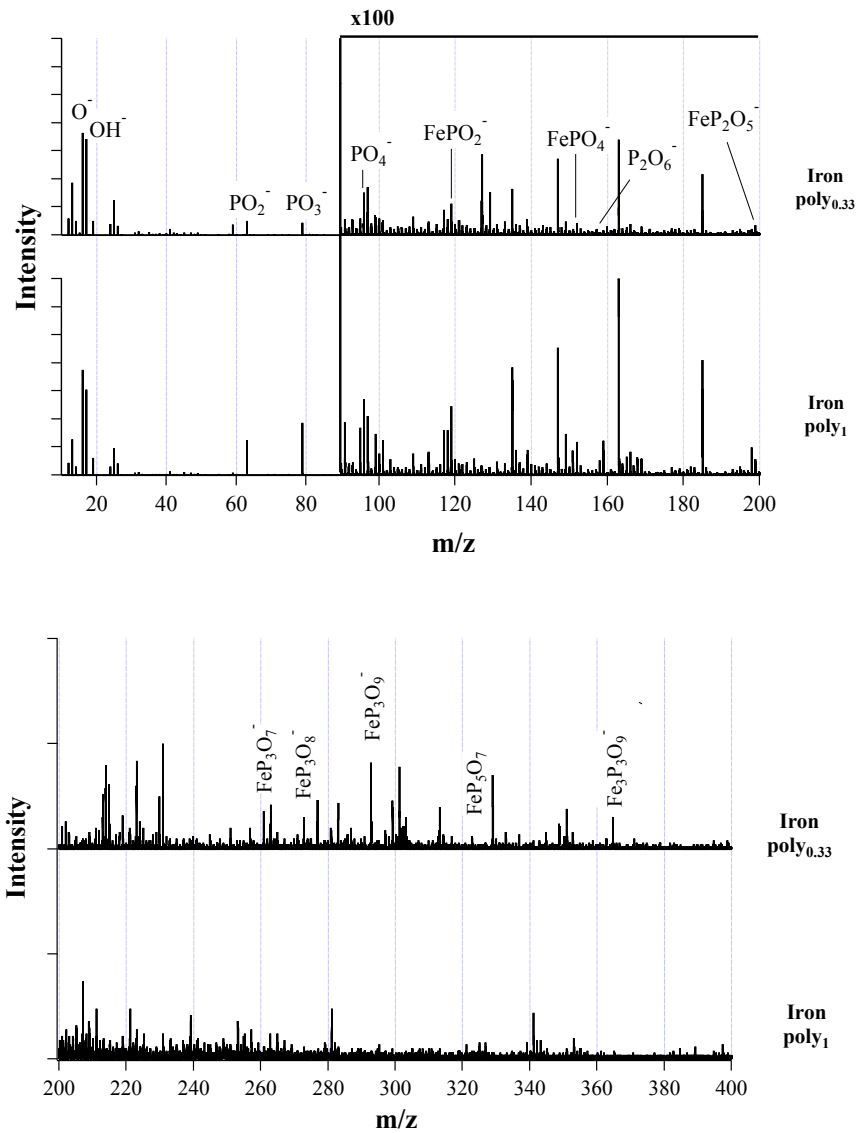 x100
O⁻
OH⁻
PO₂⁻
PO₃⁻
PO₄⁻
FePO₂⁻
FePO₄⁻
P₂O₆⁻
FeP₂O₅⁻
Iron
poly₀.₃₃
Intensity
Iron
poly₁
20 40 60 80 100 120 140 160 180 200
m/z
FeP₃O₇⁻
FeP₃O₈⁻
FeP₃O₉⁻
FeP₅O₇
Fe₃P₃O₉⁻
Iron
poly₀.₃₃
Intensity
Iron
poly₁
200 220 240 260 280 300 320 340 360 380 400
m/z